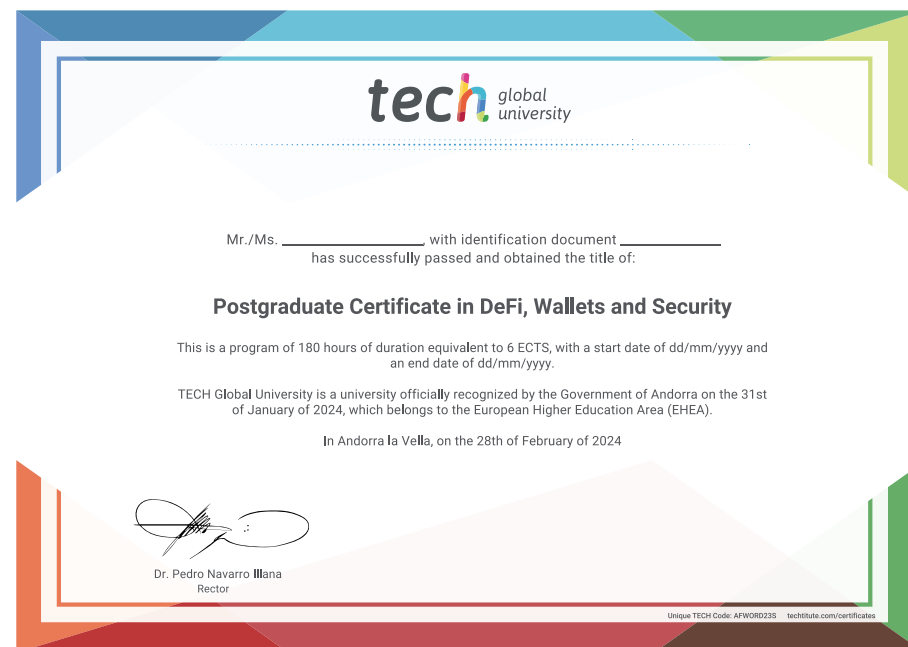 tech global university
Mr./Ms. ____________________, with identification document ______________
has successfully passed and obtained the title of:
Postgraduate Certificate in DeFi, Wallets and Security
This is a program of 180 hours of duration equivalent to 6 ECTS, with a start date of dd/mm/yyyy and
an end date of dd/mm/yyyy.
TECH Global University is a university officially recognized by the Government of Andorra on the 31st
of January of 2024, which belongs to the European Higher Education Area (EHEA).
In Andorra la Vella, on the 28th of February of 2024
Dr. Pedro Navarro Illana
Rector
Unique TECH Code: AFWORD23S techtitute.com/certificates